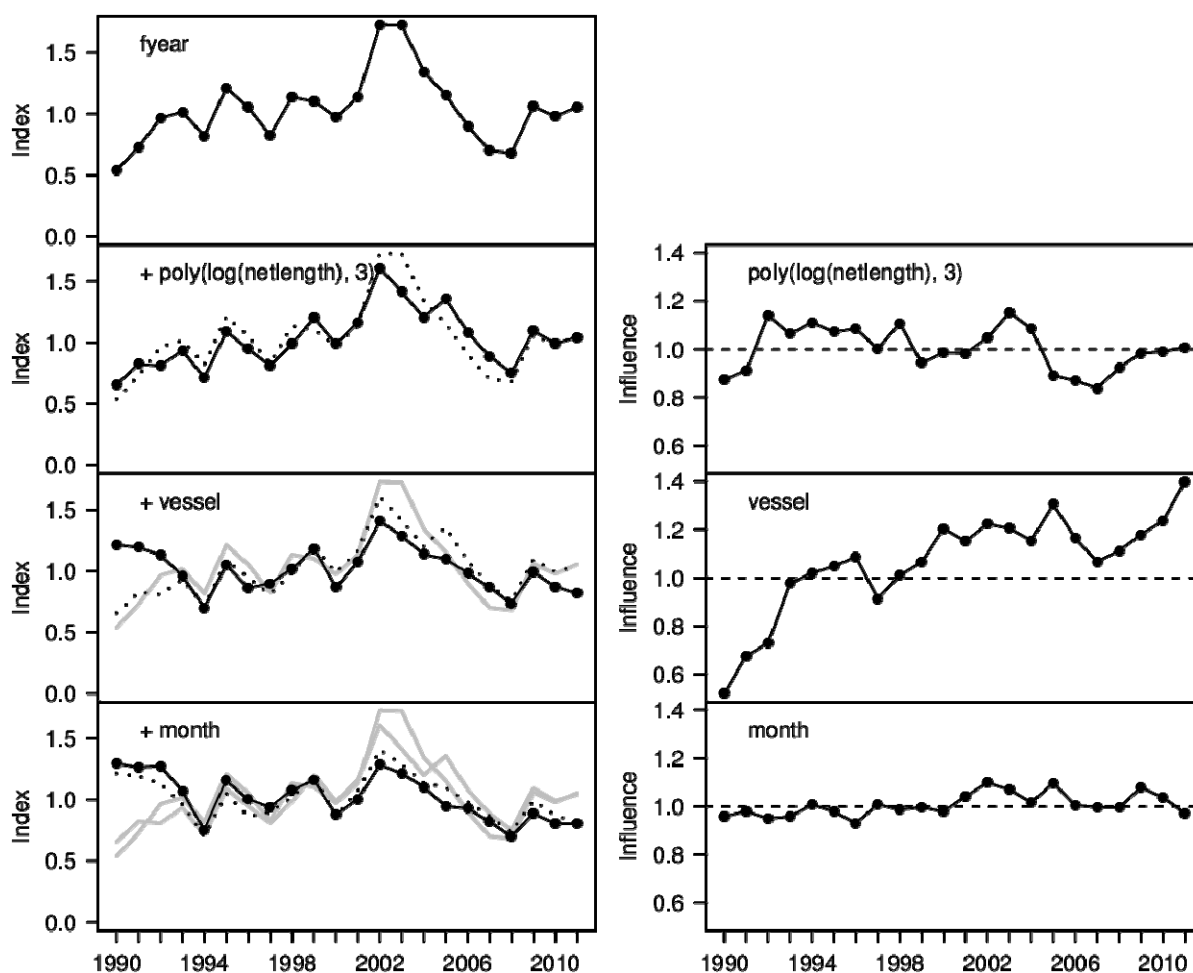 fyear
Index
1.5
1.0
0.5
0.0
+ poly(log(netlength), 3)
Index
1.5
1.0
0.5
0.0
poly(log(netlength), 3)
Influence
1.4
1.2
1.0
0.8
0.6
+ vessel
Index
1.5
1.0
0.5
0.0
vessel
Influence
1.4
1.2
1.0
0.8
0.6
+ month
Index
1.5
1.0
0.5
0.0
1990 1994 1998 2002 2006 2010
month
Influence
1.4
1.2
1.0
0.8
0.6
1990 1994 1998 2002 2006 2010